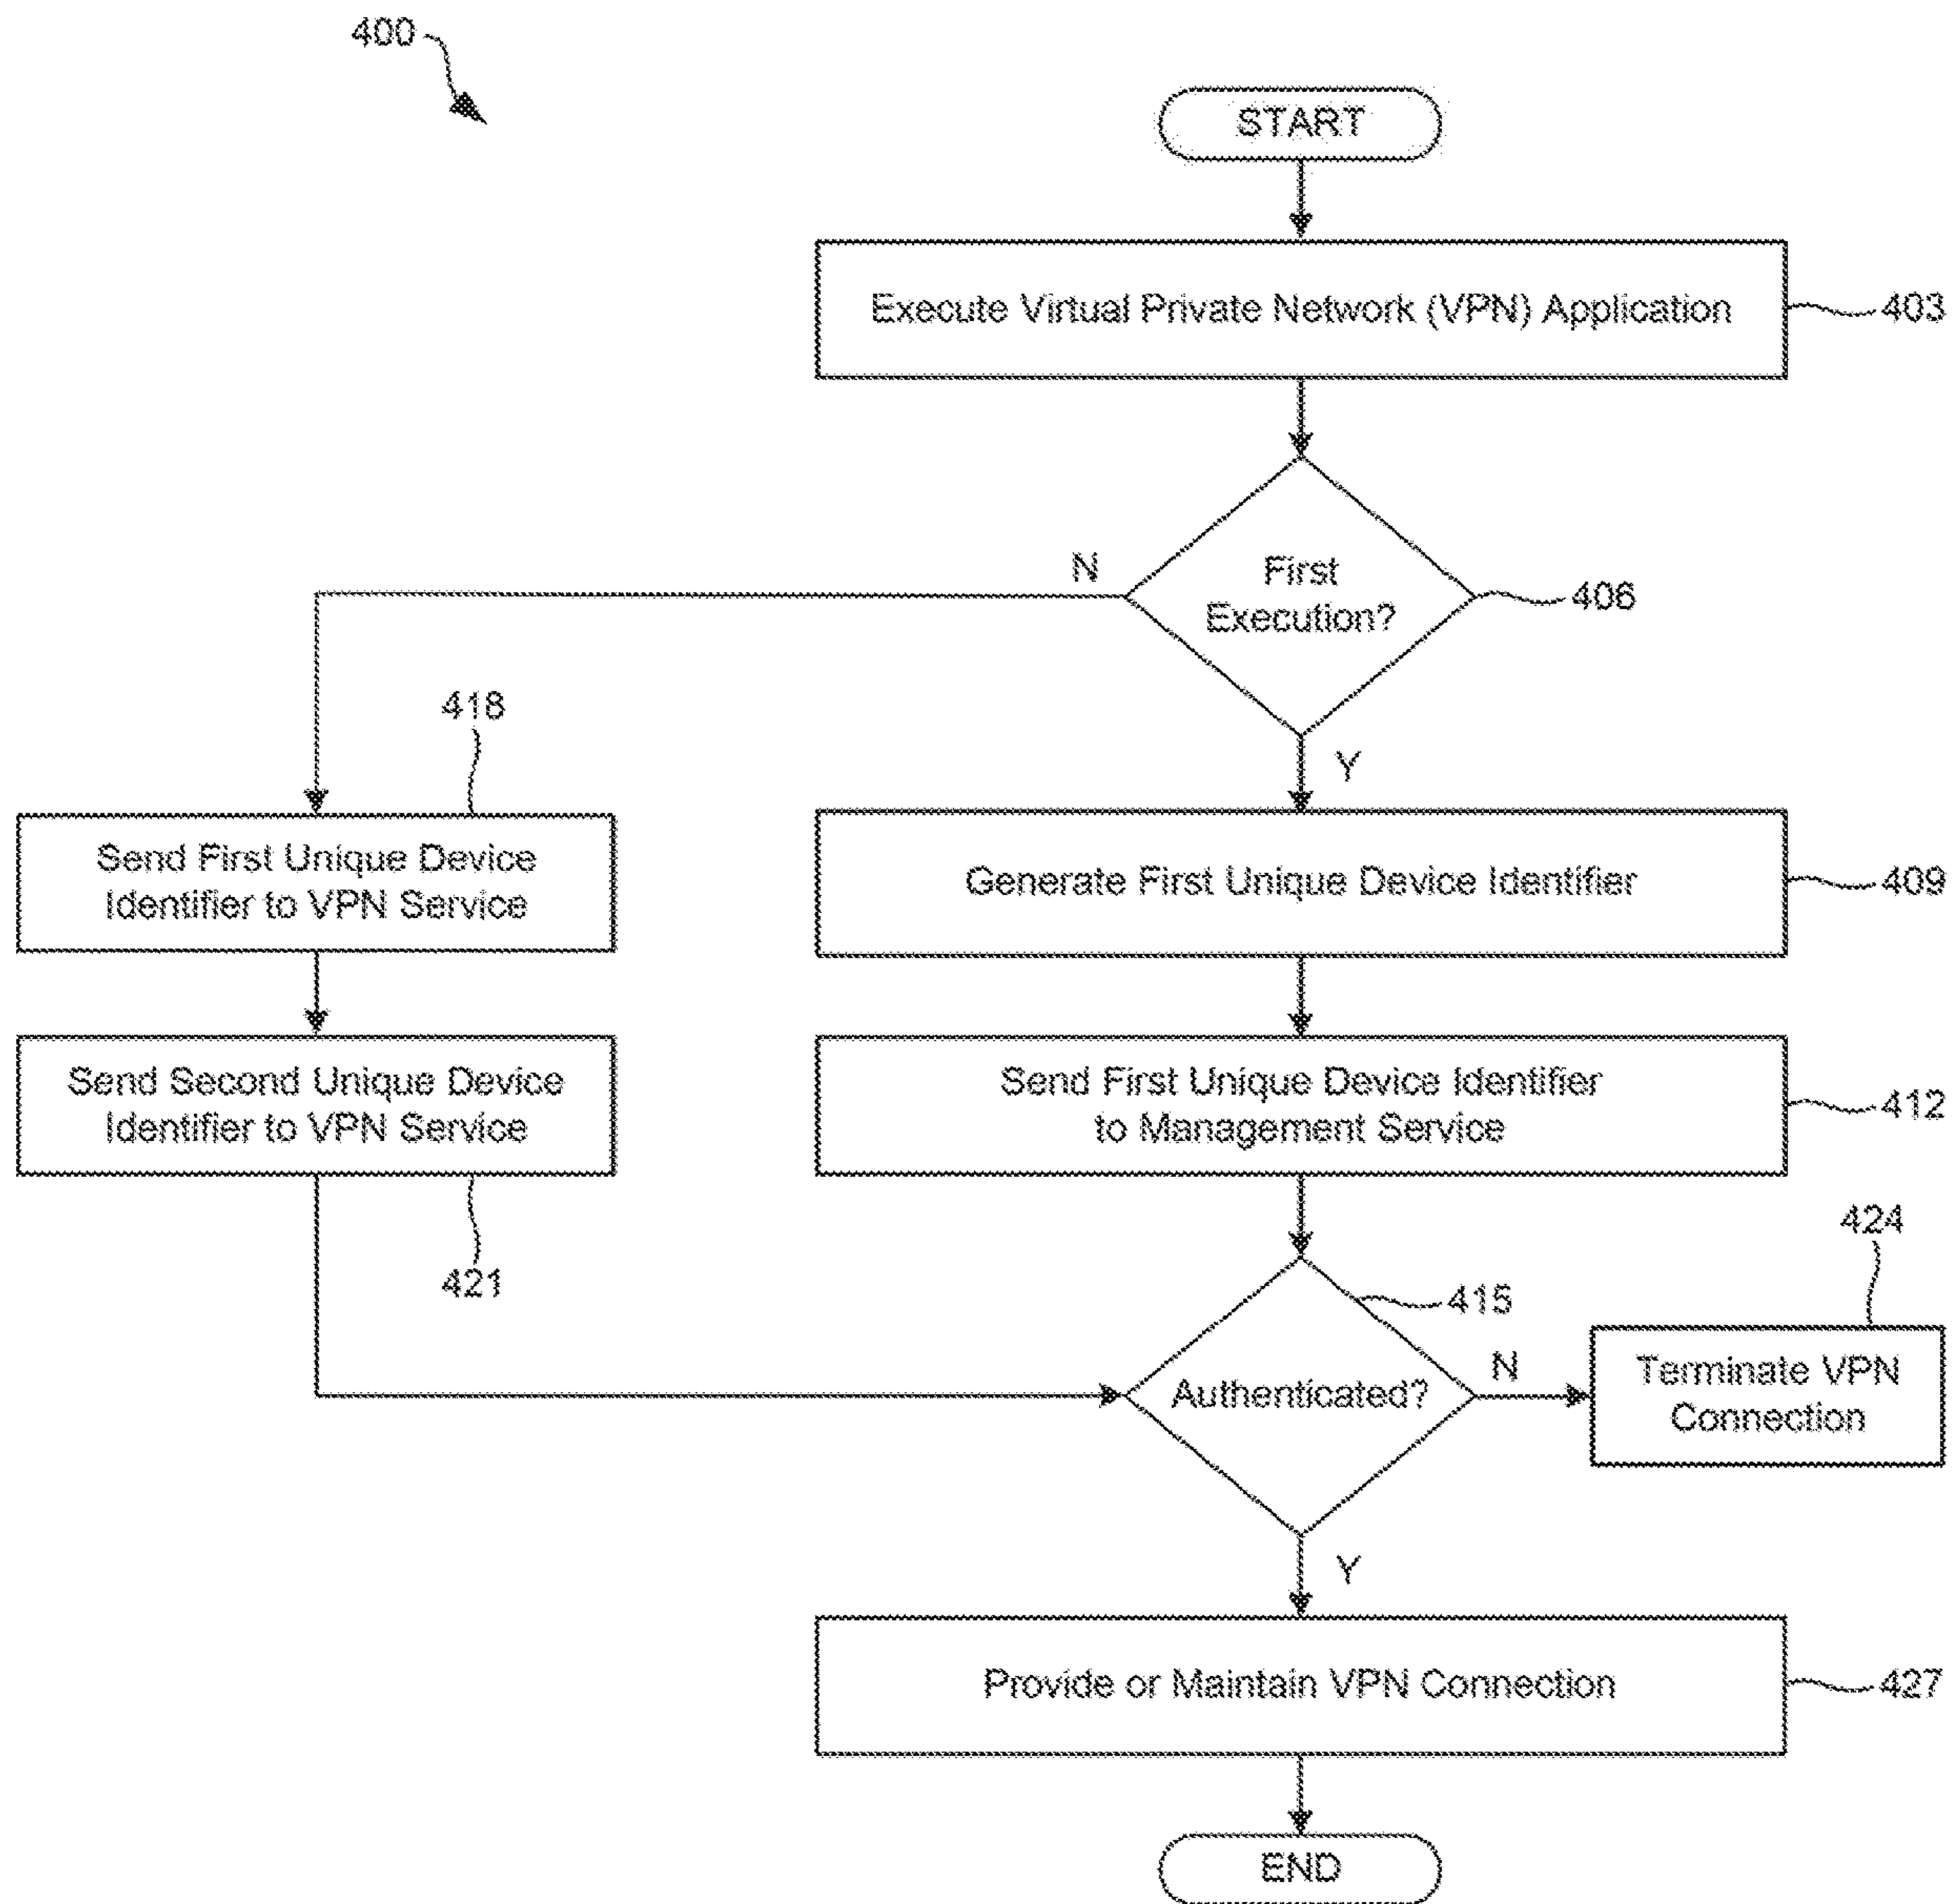 400
START
Execute Virtual Private Network (VPN) Application
403
First
Execution?
406
N
Y
418
Send First Unique Device
Identifier to VPN Service
Generate First Unique Device Identifier
409
Send Second Unique Device
Identifier to VPN Service
421
Send First Unique Device Identifier
to Management Service
412
Authenticated?
415
N
424
Terminate VPN
Connection
Y
Provide or Maintain VPN Connection
427
END